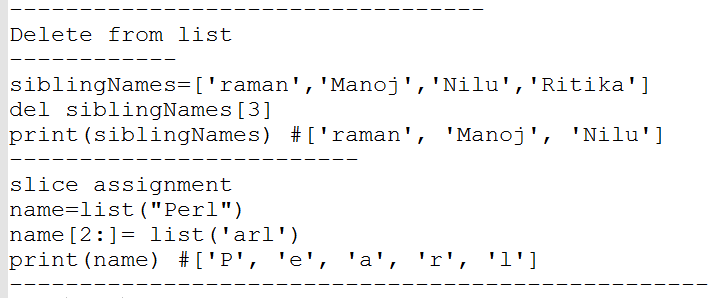 ----------------------------------
Delete from list
------------
siblingNames=['raman','Manoj','Nilu','Ritika']
del siblingNames[3]
print(siblingNames) #['raman', 'Manoj', 'Nilu']
-------------------------
slice assignment
name=list("Perl")
name[2:]= list('arl')
print(name) #['P', 'e', 'a', 'r', 'l']
--------------------------------------------------